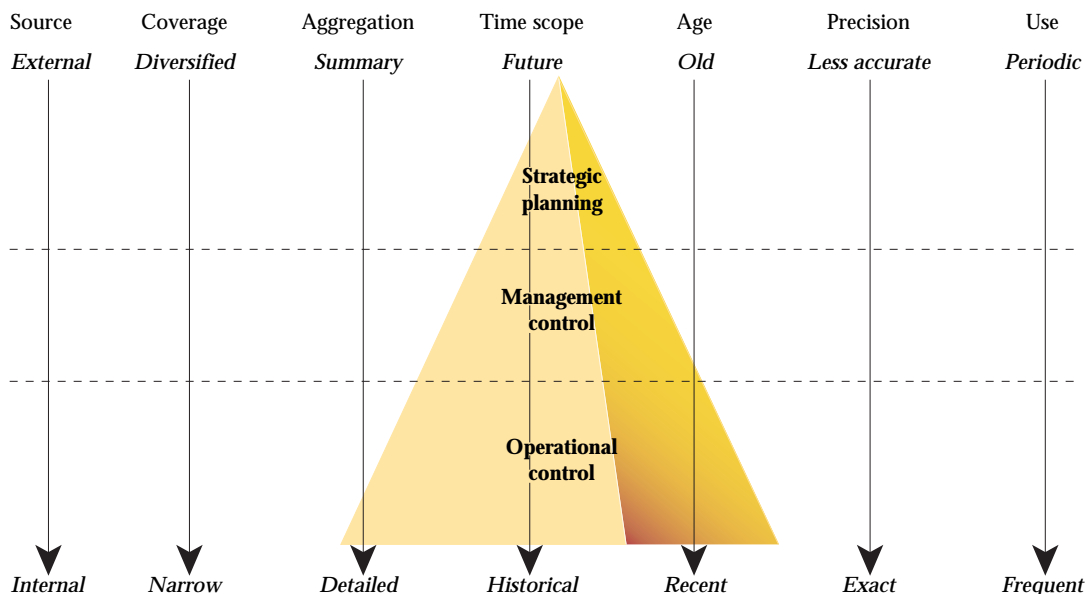 Source Coverage Aggregation Time scope Age Precision Use
External Diversified Summary Future Old Less accurate Periodic
Strategic
planning
Management
control
Operational
control
Internal Narrow Detailed Historical Recent Exact Frequent